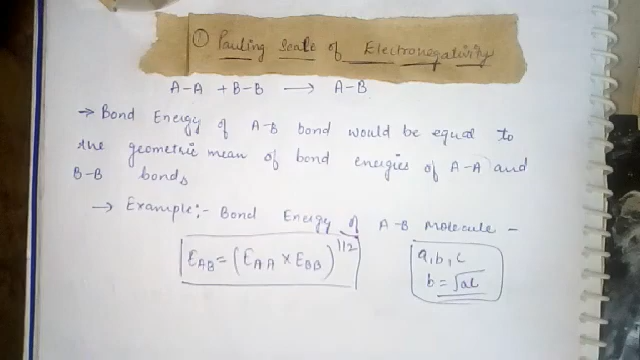 ① Pauling Scale of Electronegativity
A-A + B-B → A-B
→ Bond Energy of A-B bond would be equal to
the geometric mean of bond energies of A-A and
B-B bonds
→ Example:- Bond Energy of A-B Molecule -
E_AB = (E_AA × E_BB)^1/2
a, b, c
b = √ac